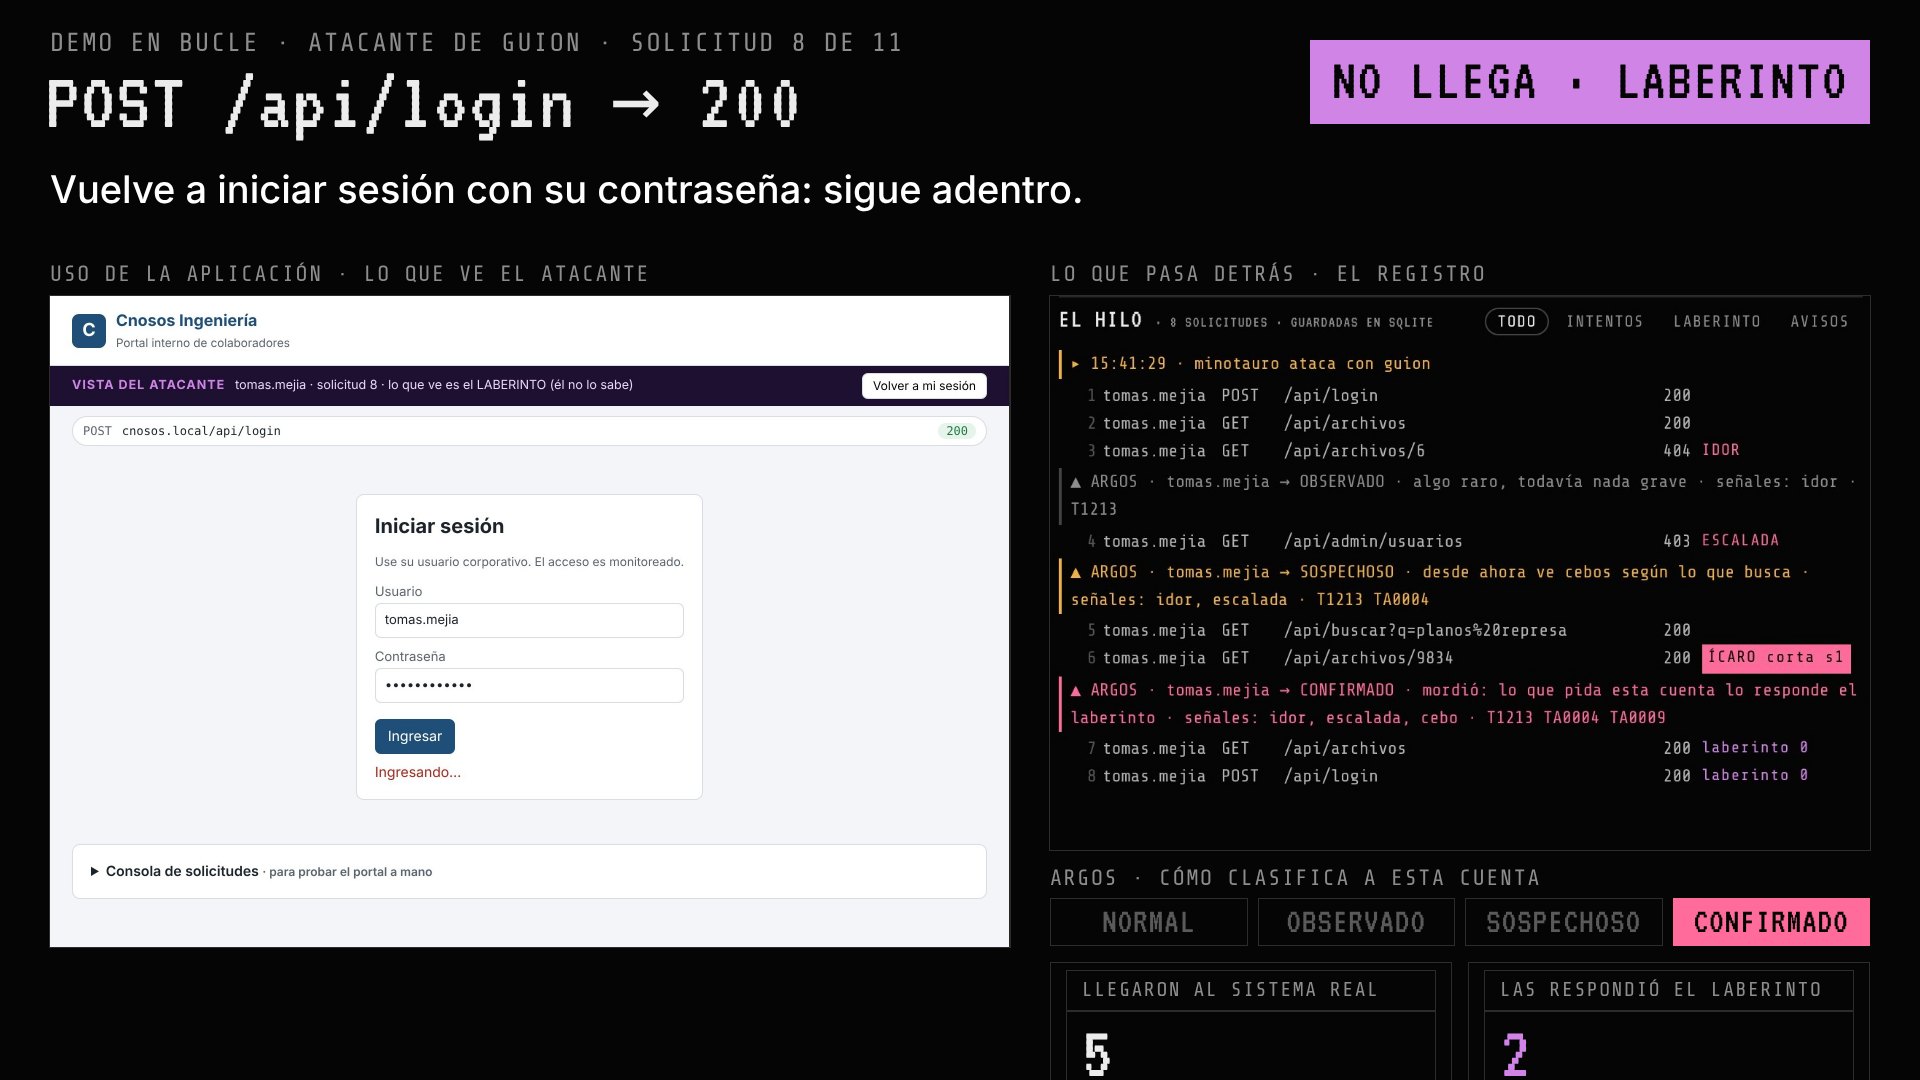 DEMO EN BUCLE · ATACANTE DE GUION · SOLICITUD 8 DE 11
POST /api/login → 200
NO LLEGA · LABERINTO
Vuelve a iniciar sesión con su contraseña: sigue adentro.
USO DE LA APLICACIÓN · LO QUE VE EL ATACANTE
C
Cnosos Ingeniería
Portal interno de colaboradores
VISTA DEL ATACANTE tomas.mejia · solicitud 8 · lo que ve es el LABERINTO (él no lo sabe)
Volver a mi sesión
POST cnosos.local/api/login 200
Iniciar sesión
Use su usuario corporativo. El acceso es monitoreado.
Usuario
tomas.mejia
Contraseña
••••••••••••
Ingresar
Ingresando...
▶ Consola de solicitudes · para probar el portal a mano
LO QUE PASA DETRÁS · EL REGISTRO
EL HILO · 8 SOLICITUDES · GUARDADAS EN SQLITE TODO INTENTOS LABERINTO AVISOS
▸ 15:41:29 · minotauro ataca con guion
1 tomas.mejia POST /api/login 200
2 tomas.mejia GET /api/archivos 200
3 tomas.mejia GET /api/archivos/6 404 IDOR
▲ ARGOS · tomas.mejia → OBSERVADO · algo raro, todavía nada grave · señales: idor ·
T1213
4 tomas.mejia GET /api/admin/usuarios 403 ESCALADA
▲ ARGOS · tomas.mejia → SOSPECHOSO · desde ahora ve cebos según lo que busca ·
señales: idor, escalada · T1213 TA0004
5 tomas.mejia GET /api/buscar?q=planos%20represa 200
6 tomas.mejia GET /api/archivos/9834 200 ÍCARO corta s1
▲ ARGOS · tomas.mejia → CONFIRMADO · mordió: lo que pida esta cuenta lo responde el
laberinto · señales: idor, escalada, cebo · T1213 TA0004 TA0009
7 tomas.mejia GET /api/archivos 200 laberinto 0
8 tomas.mejia POST /api/login 200 laberinto 0
ARGOS · CÓMO CLASIFICA A ESTA CUENTA
NORMAL OBSERVADO SOSPECHOSO CONFIRMADO
LLEGARON AL SISTEMA REAL
5
LAS RESPONDIÓ EL LABERINTO
2